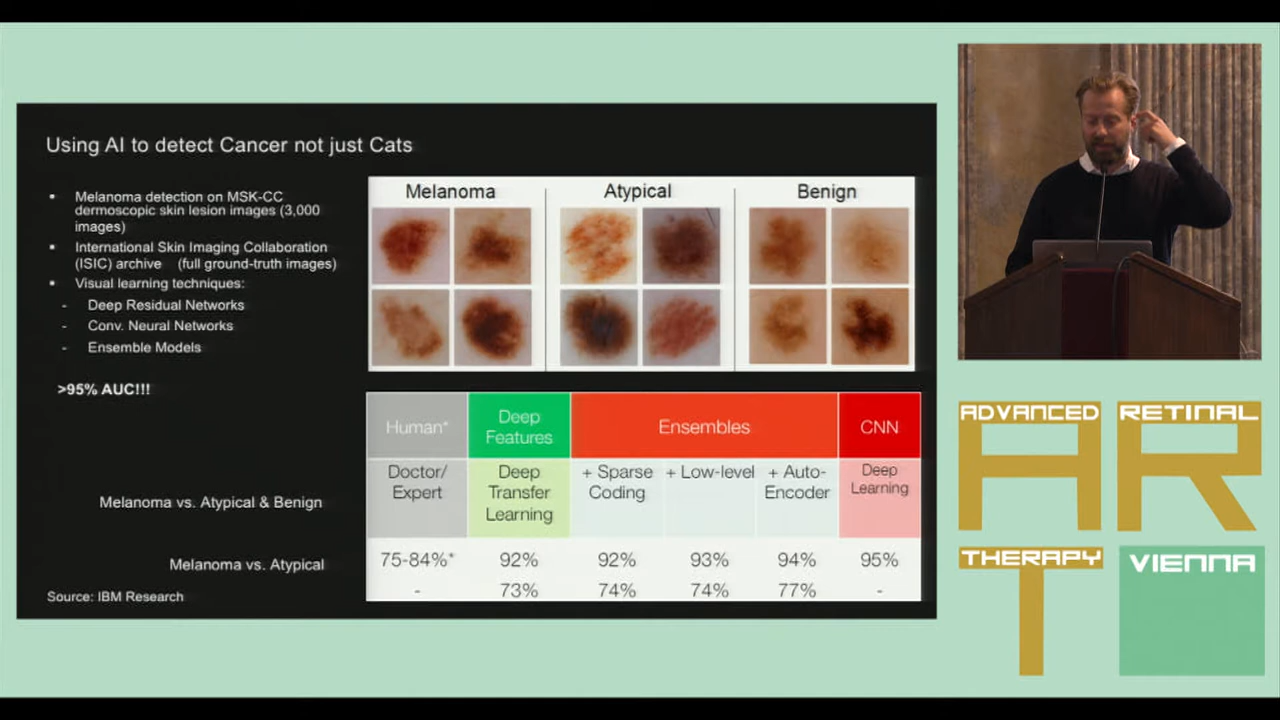 Using AI to detect Cancer not just Cats
▪ Melanoma detection on MSK-CC
dermoscopic skin lesion images (3,000
images)
▪ International Skin Imaging Collaboration
(ISIC) archive (full ground-truth images)
▪ Visual learning techniques:
- Deep Residual Networks
- Conv. Neural Networks
- Ensemble Models
>95% AUC!!!
Melanoma Atypical Benign
Human* Deep Features Ensembles CNN
Doctor/ Deep + Sparse + Low-level + Auto- Deep
Expert Transfer Coding Encoder Learning
Learning
Melanoma vs. Atypical & Benign
Melanoma vs. Atypical
75-84%* 92% 92% 93% 94% 95%
- 73% 74% 74% 77% -
Source: IBM Research
ADVANCED RETINAL
THERAPY VIENNA